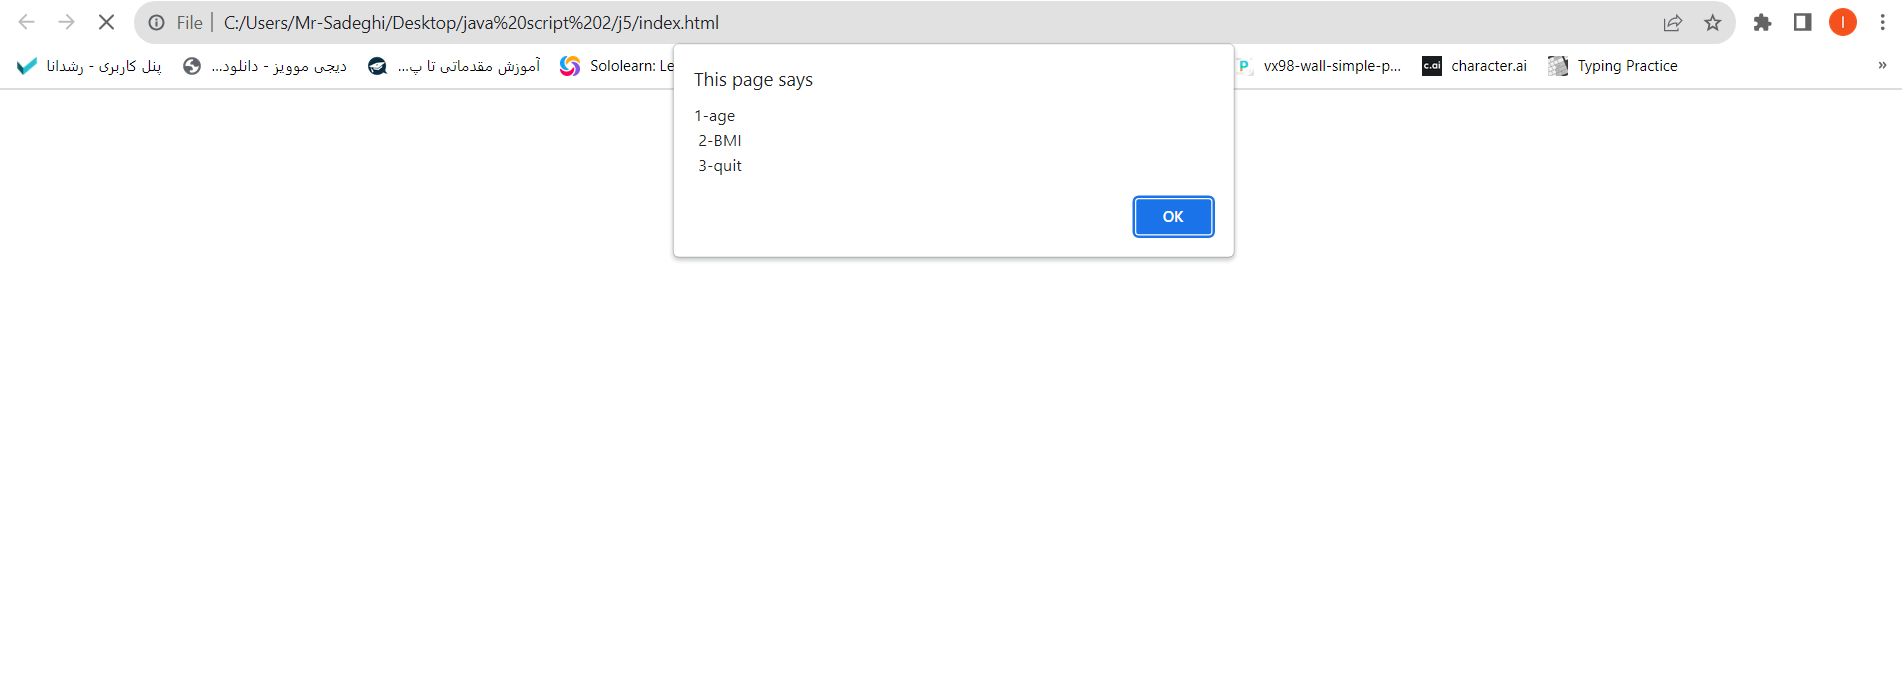 File | C:/Users/Mr-Sadeghi/Desktop/java%20script%202/j5/index.html
I
پنل کاربری - رشدانا
دیجی موویز - دانلود...
آموزش مقدماتی تا پ...
Sololearn: Le
P
vx98-wall-simple-p...
c.ai
character.ai
Typing Practice
»
This page says
1-age
2-BMI
3-quit
OK